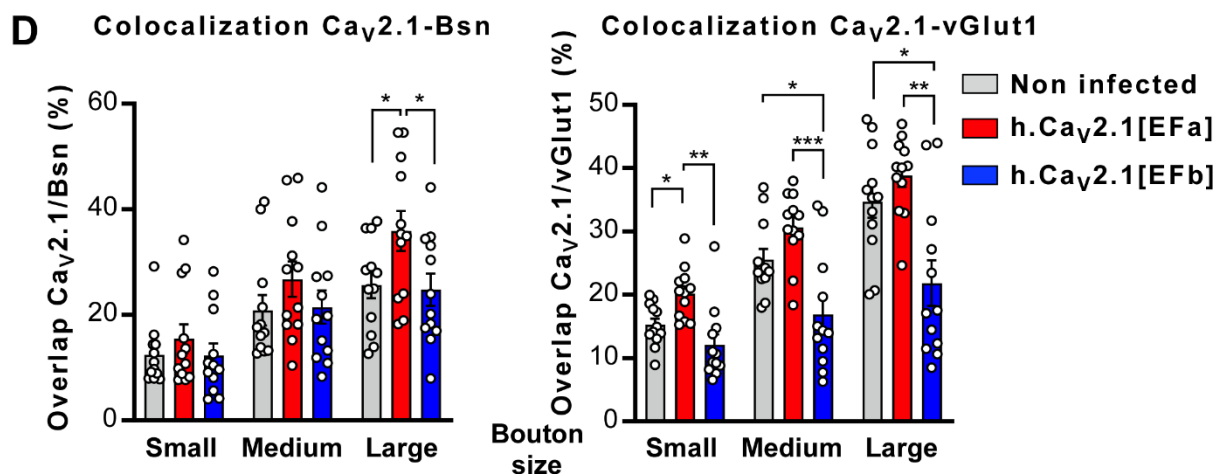 D
Colocalization CaV2.1-Bsn
Overlap CaV2.1/Bsn (%)
60
40
20
0
* *
Small Medium Large
Bouton size
Colocalization CaV2.1-vGlut1
Overlap CaV2.1/vGlut1 (%)
50
40
30
20
10
0
* **
* ***
* **
Small Medium Large
Non infected
h.CaV2.1[EFa]
h.CaV2.1[EFb]